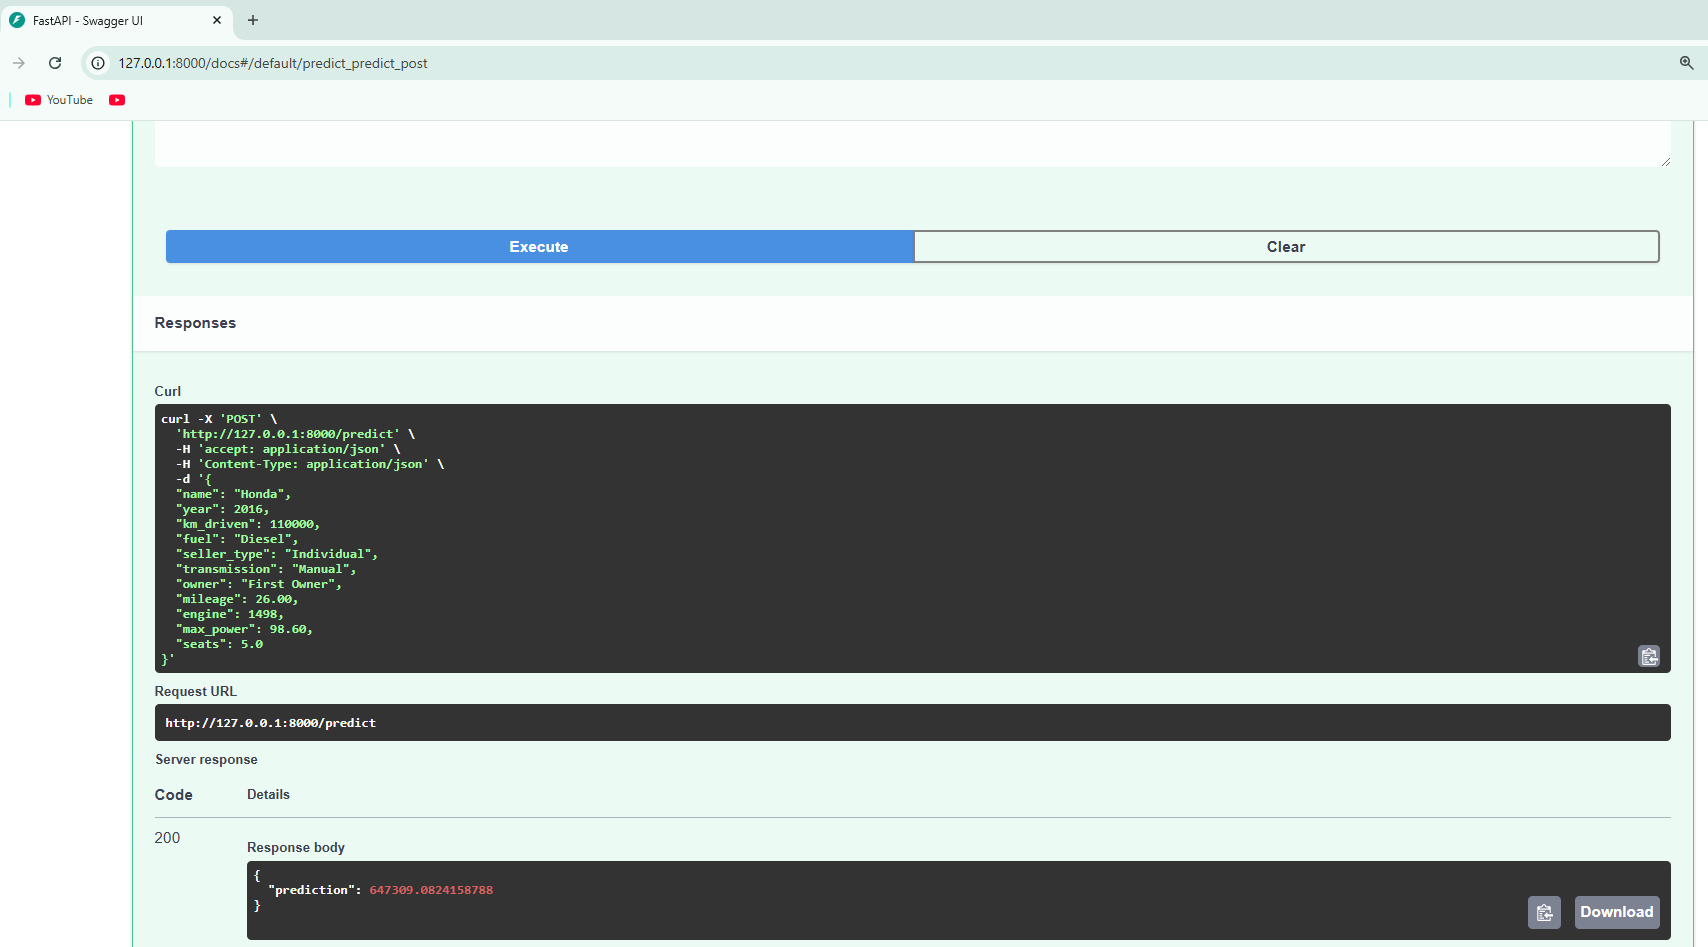 FastAPI - Swagger UI
127.0.0.1:8000/docs#/default/predict_predict_post
YouTube
Execute
Clear
Responses
Curl
curl -X 'POST' \
  'http://127.0.0.1:8000/predict' \
  -H 'accept: application/json' \
  -H 'Content-Type: application/json' \
  -d '{
  "name": "Honda",
  "year": 2016,
  "km_driven": 110000,
  "fuel": "Diesel",
  "seller_type": "Individual",
  "transmission": "Manual",
  "owner": "First Owner",
  "mileage": 26.00,
  "engine": 1498,
  "max_power": 98.60,
  "seats": 5.0
}'
Request URL
http://127.0.0.1:8000/predict
Server response
Code
Details
200
Response body
{
  "prediction": 647309.0824158788
}
Download